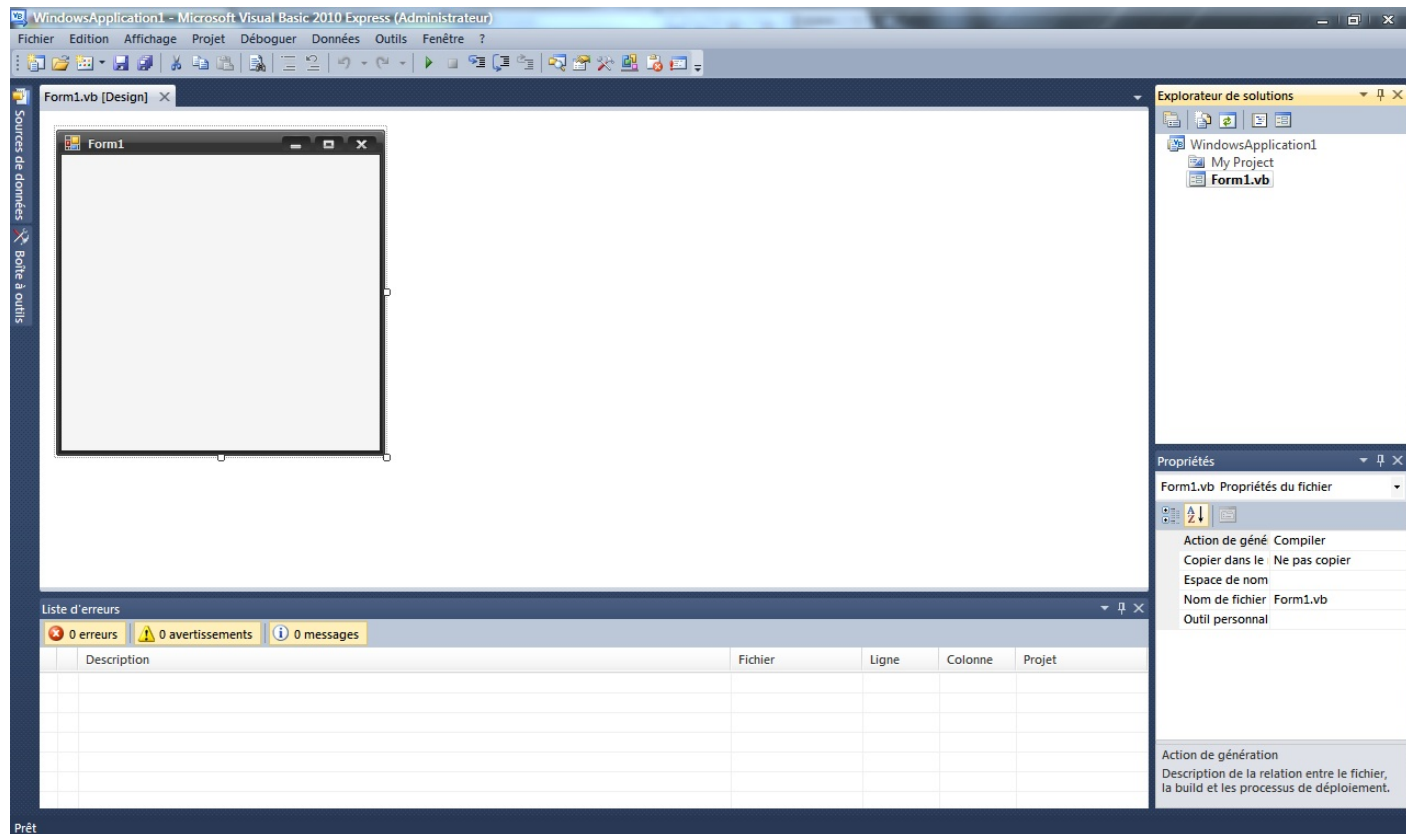 WindowsApplication1 - Microsoft Visual Basic 2010 Express (Administrateur)
Fichier Edition Affichage Projet Déboguer Données Outils Fenêtre ?
Sources de données
Boîte à outils
Form1.vb [Design]
Form1
Explorateur de solutions
WindowsApplication1
My Project
Form1.vb
Propriétés
Form1.vb Propriétés du fichier
Action de géné Compiler
Copier dans le Ne pas copier
Espace de nom
Nom de fichier Form1.vb
Outil personnal
Action de génération
Description de la relation entre le fichier,
la build et les processus de déploiement.
Liste d'erreurs
0 erreurs 0 avertissements 0 messages
Description Fichier Ligne Colonne Projet
Prêt